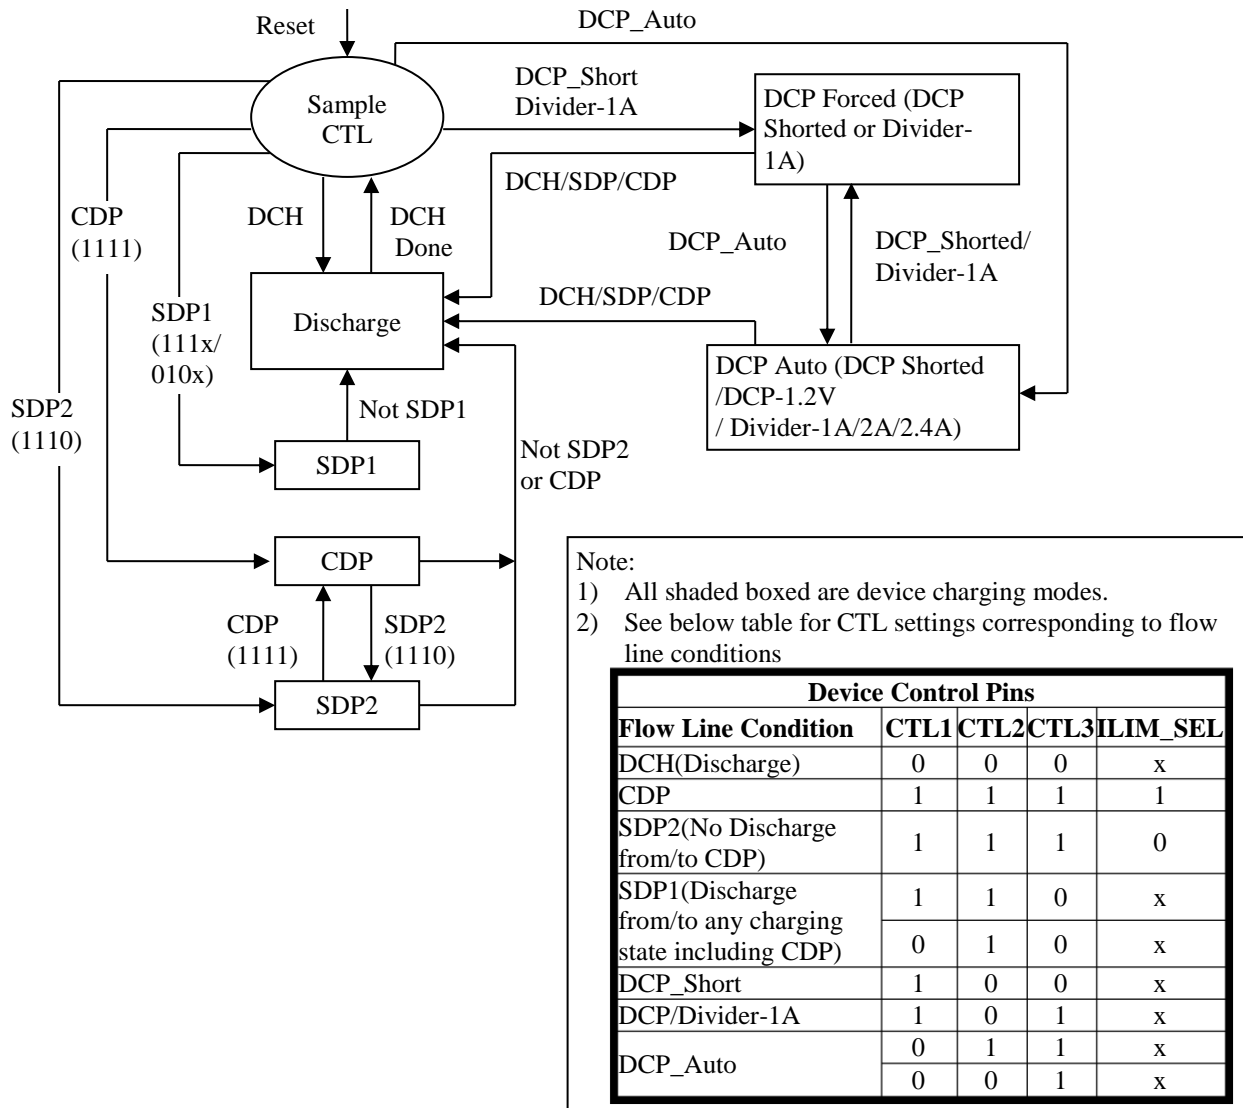 Reset
DCP_Auto
Sample
CTL
DCP_Short
Divider-1A
DCP Forced (DCP
Shorted or Divider-
1A)
DCH/SDP/CDP
CDP
(1111)
DCH
DCH
Done
DCP_Auto
DCP_Shorted/
Divider-1A
SDP1
(111x/
010x)
Discharge
DCH/SDP/CDP
DCP Auto (DCP Shorted
/DCP-1.2V
/ Divider-1A/2A/2.4A)
SDP2
(1110)
Not SDP1
SDP1
Not SDP2
or CDP
CDP
CDP
(1111)
SDP2
(1110)
SDP2
Note:
1) All shaded boxed are device charging modes.
2) See below table for CTL settings corresponding to flow
line conditions
Device Control Pins
Flow Line Condition CTL1 CTL2 CTL3 ILIM_SEL
DCH(Discharge) 0 0 0 x
CDP 1 1 1 1
SDP2(No Discharge
from/to CDP) 1 1 1 0
SDP1(Discharge 1 1 0 x
from/to any charging
state including CDP) 0 1 0 x
DCP_Short 1 0 0 x
DCP/Divider-1A 1 0 1 x
DCP_Auto 0 1 1 x
0 0 1 x